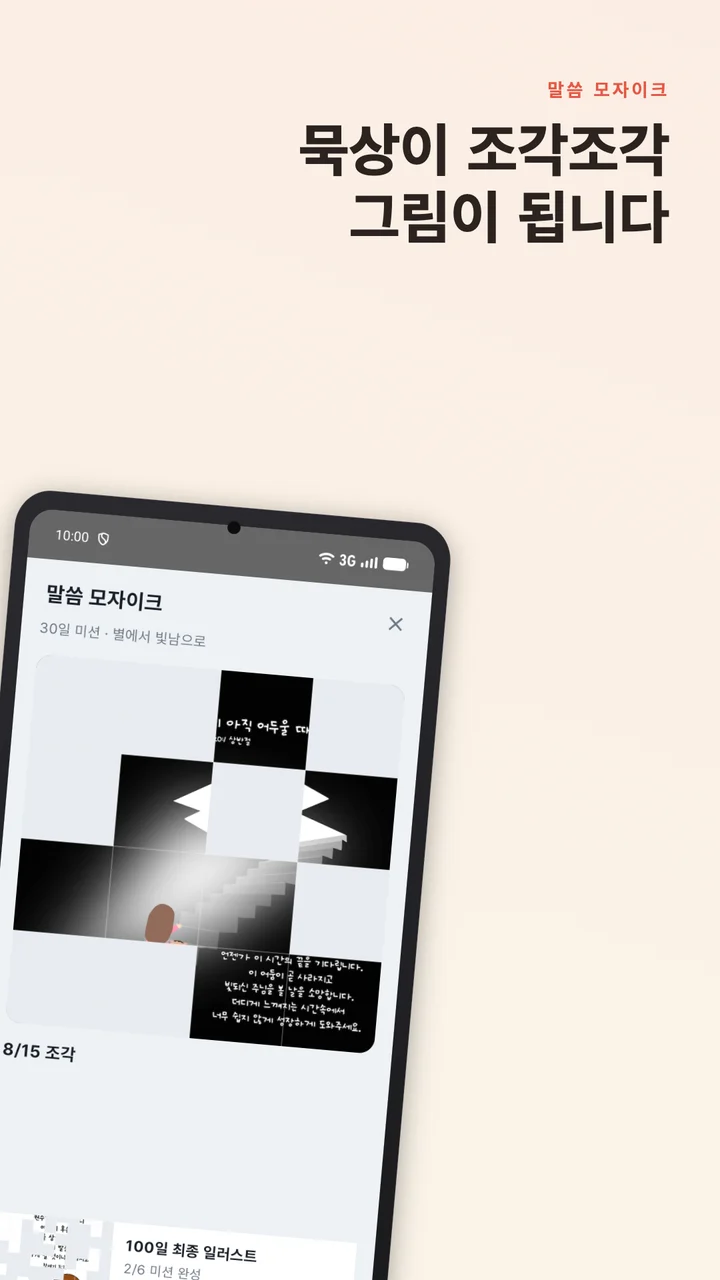 말씀 모자이크
묵상이 조각조각
그림이 됩니다
10:00
3G
말씀 모자이크
30일 미션 · 별에서 빛남으로
아직 어두울
상반절
언젠가 이 시간의 끝을 기다립니다.
이 어둠이 곧 사라지고
빛되신 주님을 볼 날을 소망합니다.
더디게 느껴지는 시간속에서
너무 쉽지 않게 성장하게 도와주세요.
8/15 조각
100일 최종 일러스트
2/6 미션 완성